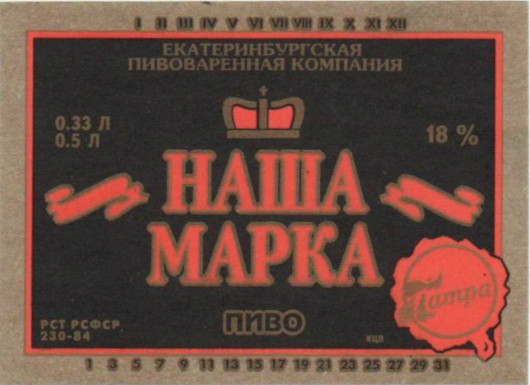 I II III IV V VI VII VIII IX X XI XII
ЕКАТЕРИНБУРГСКАЯ
ПИВОВАРЕННАЯ КОМПАНИЯ
0.33 Л
0.5 Л
18 %
НАША
МАРКА
Патра
ПИВО
РСТ РСФСР
230-84
КЦП
1 3 5 7 9 11 13 15 17 19 21 23 25 27 29 31